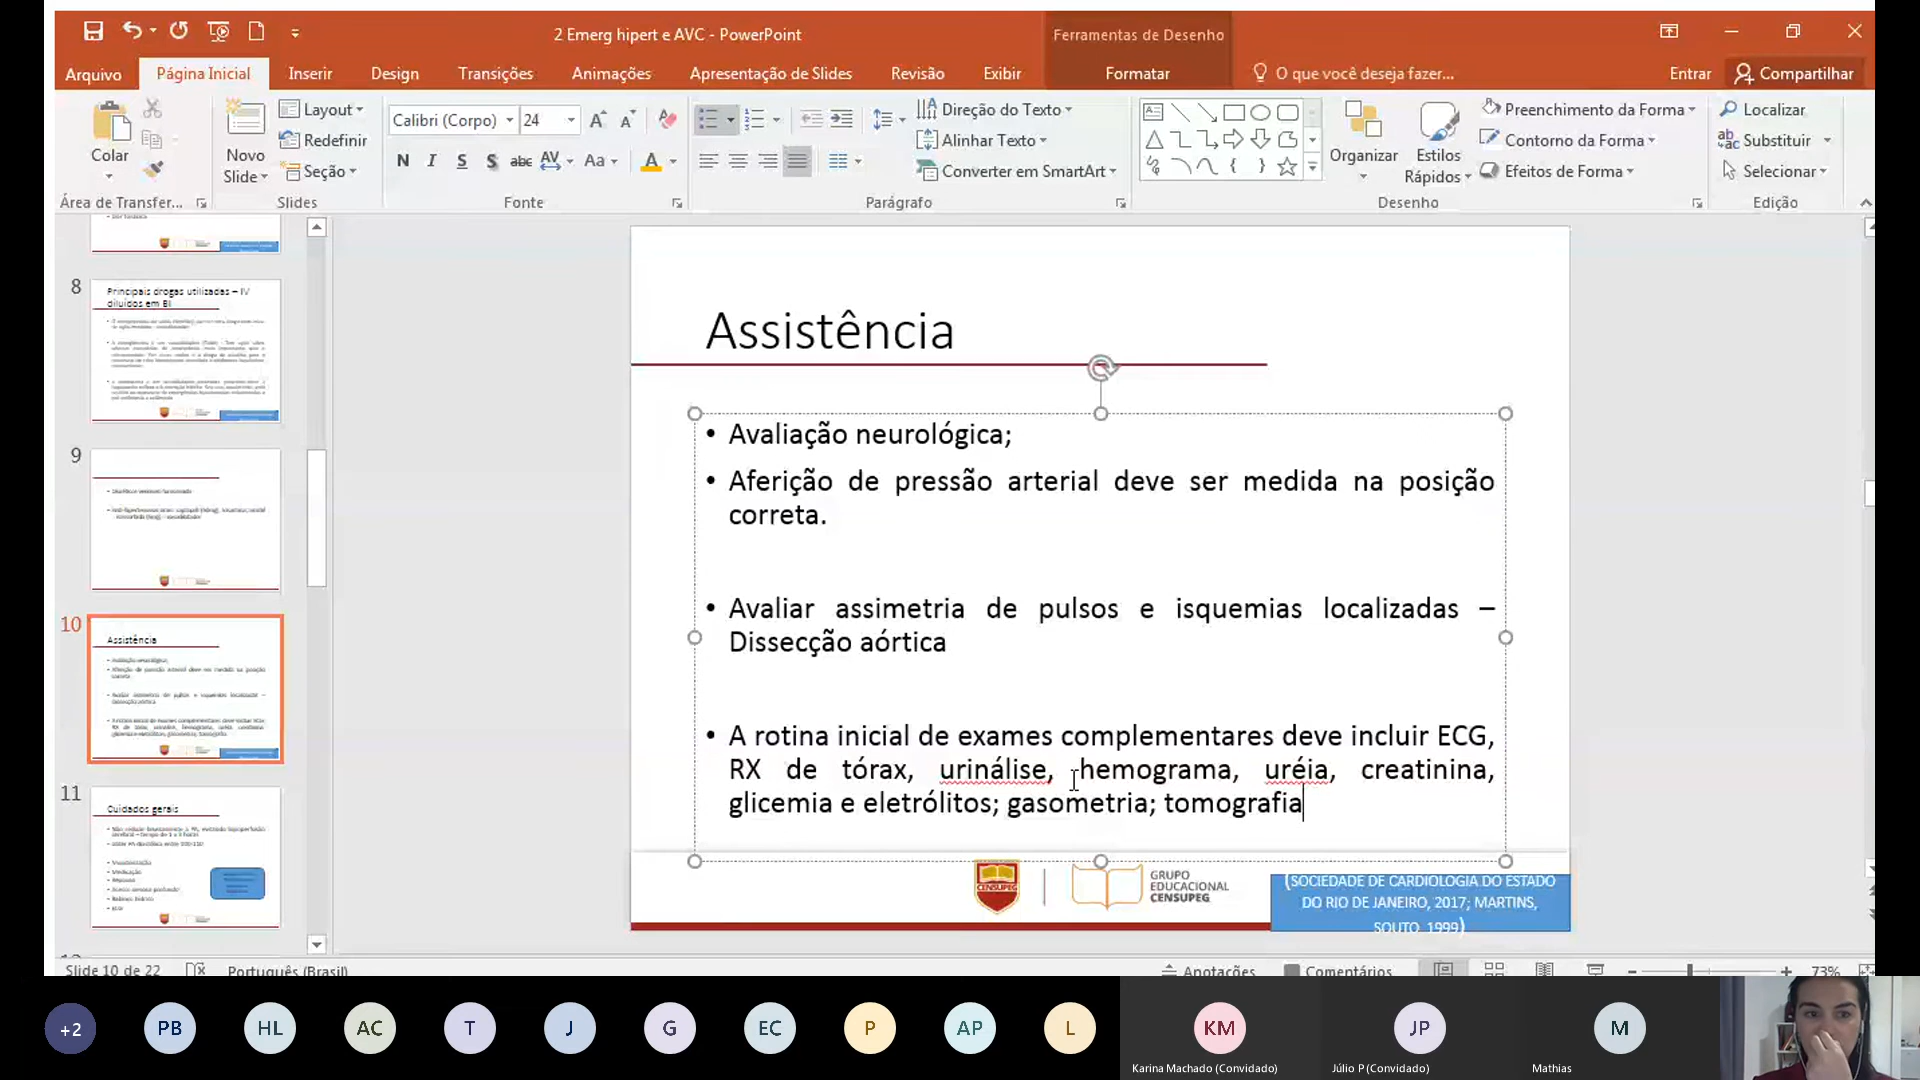 2 Emerg hipert e AVC - PowerPoint
Ferramentas de Desenho
Arquivo Página Inicial Inserir Design Transições Animações Apresentação de Slides Revisão Exibir Formatar O que você deseja fazer... Entrar Compartilhar
Colar
Novo Slide
Layout
Redefinir
Seção
Calibri (Corpo) 24
N I S S abc AV Aa A
Direção do Texto
Alinhar Texto
Converter em SmartArt
Organizar
Estilos Rápidos
Preenchimento da Forma
Contorno da Forma
Efeitos de Forma
Localizar
Substituir
Selecionar
Área de Transfer... Slides Fonte Parágrafo Desenho Edição
8
Principais drogas utilizadas – IV
diluídos em BI
9
10
Assistência
11
Cuidados gerais
Assistência
• Avaliação neurológica;
• Aferição de pressão arterial deve ser medida na posição
correta.
• Avaliar assimetria de pulsos e isquemias localizadas –
Dissecção aórtica
• A rotina inicial de exames complementares deve incluir ECG,
RX de tórax, urinálise, hemograma, uréia, creatinina,
glicemia e eletrólitos; gasometria; tomografia
CENSUPEG
GRUPO
EDUCACIONAL
CENSUPEG
(SOCIEDADE DE CARDIOLOGIA DO ESTADO
DO RIO DE JANEIRO, 2017; MARTINS,
SOUTO, 1999)
Slide 10 de 22 Português (Brasil) Anotações Comentários 73%
+2 PB HL AC T J G EC P AP L KM JP M
Karina Machado (Convidado) Júlio P (Convidado) Mathias